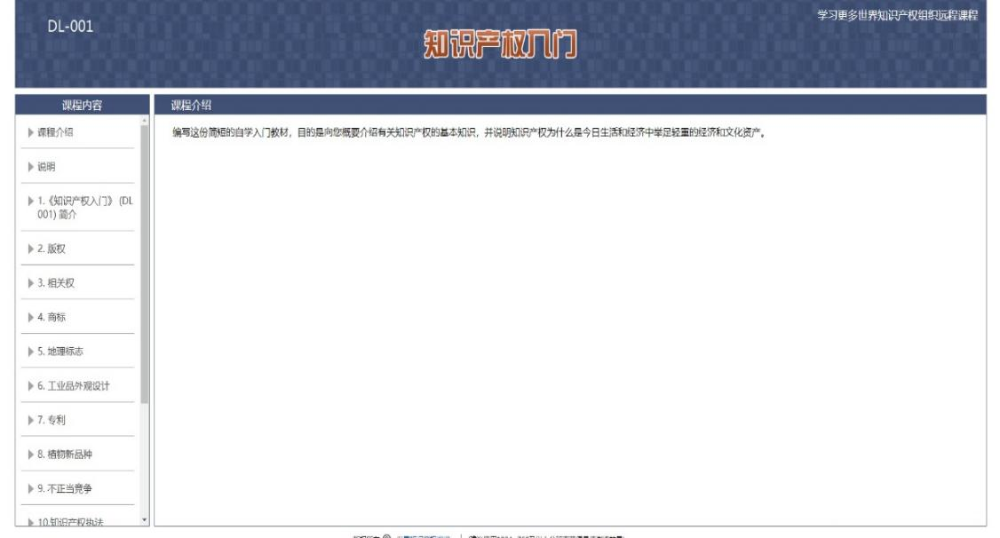 DL-001
学习更多世界知识产权组织远程课程
知识产权入门
课程内容
课程介绍
说明
1.《知识产权入门》 (DL
001) 简介
2. 版权
3. 相关权
4. 商标
5. 地理标志
6. 工业品外观设计
7. 专利
8. 植物新品种
9. 不正当竞争
10.知识产权执法
课程介绍
编写这份简短的自学入门教材，目的是向您概要介绍有关知识产权的基本知识，并说明知识产权为什么是今日生活和经济中举足轻重的经济和文化资产。